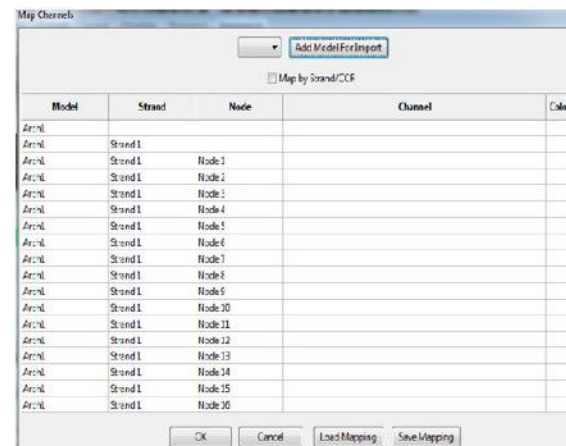 Map Channels
Add Model For Import
Map by Strand/CCR
Model Strand Node Channel Colo
Arch1
Arch1 Strand 1
Arch1 Strand 1 Node 1
Arch1 Strand 1 Node 2
Arch1 Strand 1 Node 3
Arch1 Strand 1 Node 4
Arch1 Strand 1 Node 5
Arch1 Strand 1 Node 6
Arch1 Strand 1 Node 7
Arch1 Strand 1 Node 8
Arch1 Strand 1 Node 9
Arch1 Strand 1 Node 10
Arch1 Strand 1 Node 11
Arch1 Strand 1 Node 12
Arch1 Strand 1 Node 13
Arch1 Strand 1 Node 14
Arch1 Strand 1 Node 15
Arch1 Strand 1 Node 16
OK Cancel Load Mapping Save Mapping